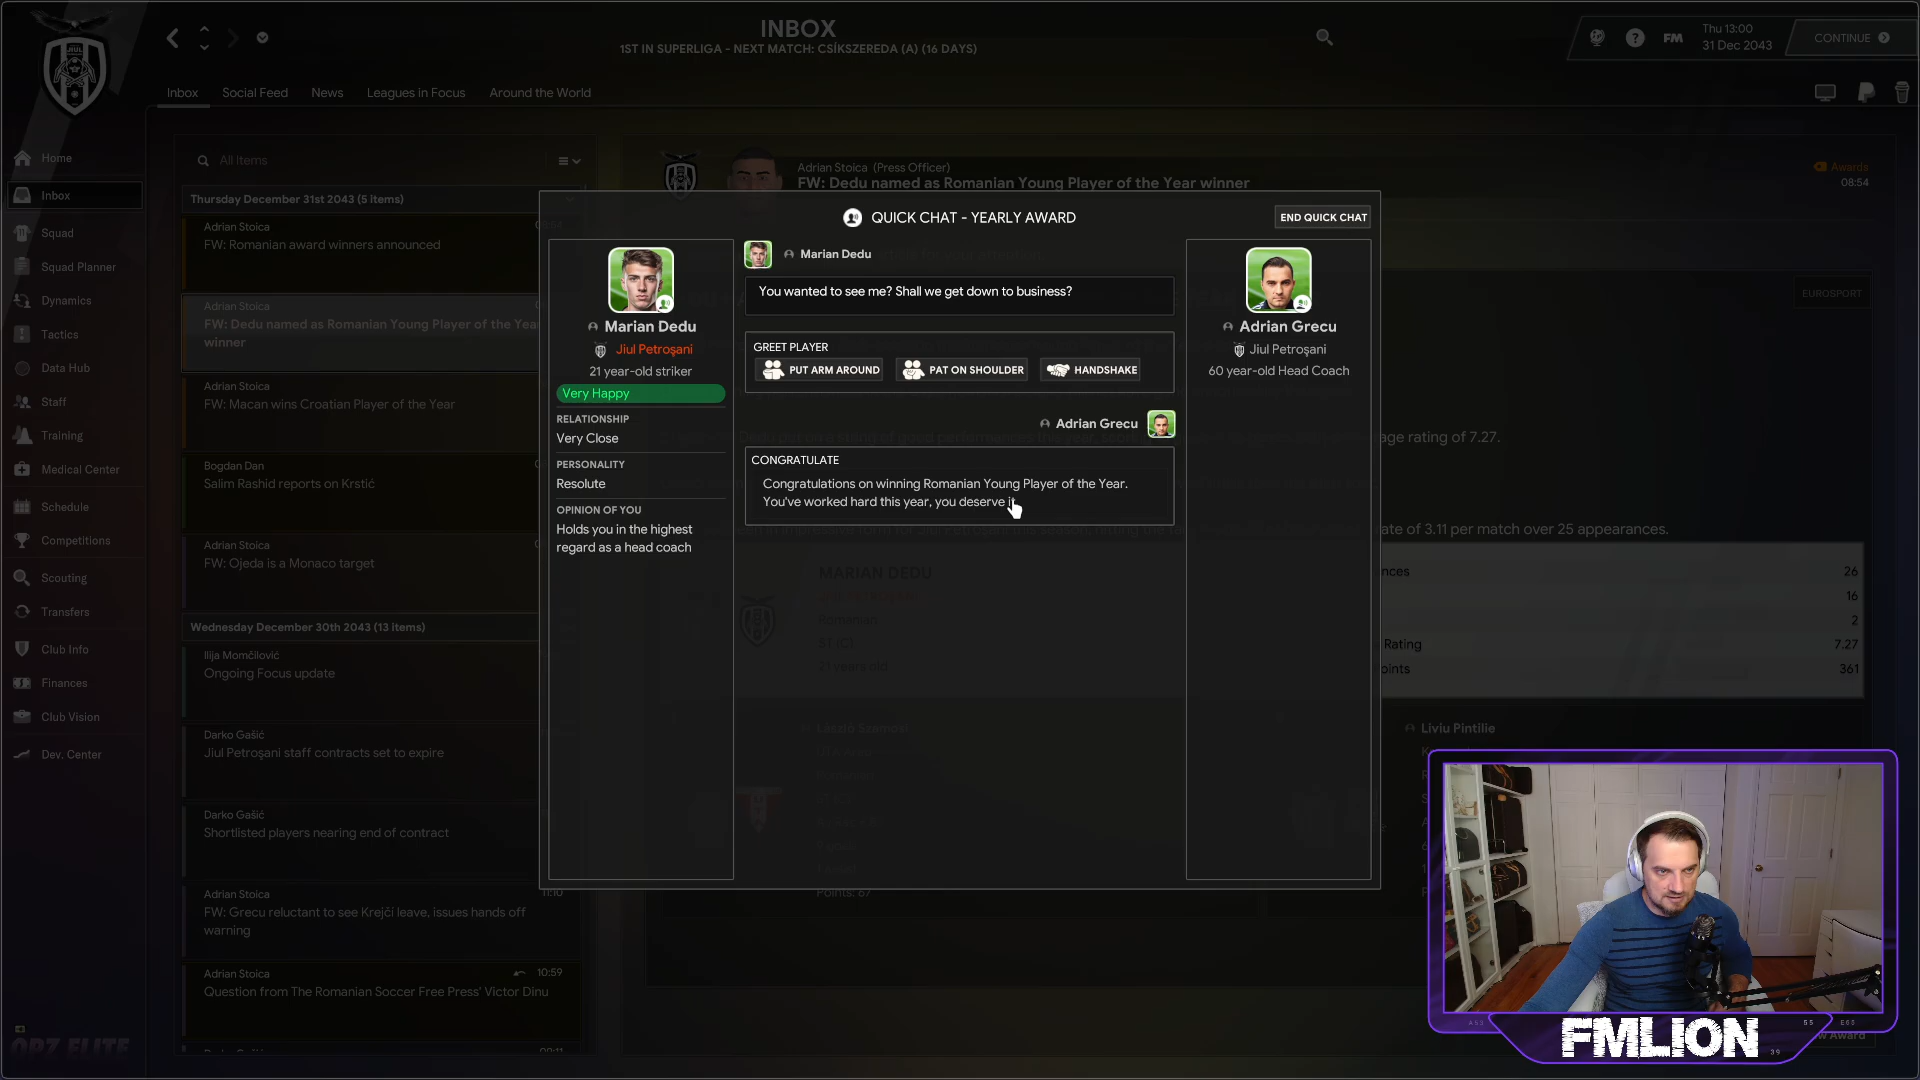 INBOX
1ST IN SUPERLIGA - NEXT MATCH: CSÍKSZEREDA (A) (16 DAYS)
FM
Thu 13:00
31 Dec 2043
CONTINUE
Inbox
Social Feed
News
Leagues in Focus
Around the World
Home
Inbox
Squad
Squad Planner
Dynamics
Tactics
Data Hub
Staff
Training
Medical Center
Schedule
Competitions
Scouting
Transfers
Club Info
Finances
Club Vision
Dev. Center
All Items
Thursday December 31st 2043 (5 Items)
Adrian Stoica
FW: Romanian award winners announced
Adrian Stoica
FW: Dedu named as Romanian Young Player of the Year
winner
Adrian Stoica
FW: Macan wins Croatian Player of the Year
Bogdan Dan
Salim Rashid reports on Krstić
Adrian Stoica
FW: Ojeda is a Monaco target
Wednesday December 30th 2043 (13 items)
Ilija Momčilović
Ongoing Focus update
Darko Gašić
Jiul Petroşani staff contracts set to expire
Darko Gašić
Shortlisted players nearing end of contract
Adrian Stoica
11:10
FW: Grecu reluctant to see Krejčí leave, issues hands off
warning
Adrian Stoica
10:59
Question from The Romanian Soccer Free Press' Victor Dinu
Adrian Stoica (Press Officer)
FW: Dedu named as Romanian Young Player of the Year winner
Awards
08:54
EUROSPORT
QUICK CHAT - YEARLY AWARD
END QUICK CHAT
Marian Dedu
Jiul Petroşani
21 year-old striker
Very Happy
RELATIONSHIP
Very Close
PERSONALITY
Resolute
OPINION OF YOU
Holds you in the highest
regard as a head coach
Marian Dedu
You wanted to see me? Shall we get down to business?
GREET PLAYER
PUT ARM AROUND
PAT ON SHOULDER
HANDSHAKE
Adrian Grecu
CONGRATULATE
Congratulations on winning Romanian Young Player of the Year.
You've worked hard this year, you deserve it
Adrian Grecu
Jiul Petroşani
60 year-old Head Coach
age rating of 7.27.
ate of 3.11 per match over 25 appearances.
MARIAN DEDU
Romanian
ST (C)
21 years old
nces
26
16
2
Rating
7.27
oints
361
Liviu Pintilie
Points: 67
FMLION